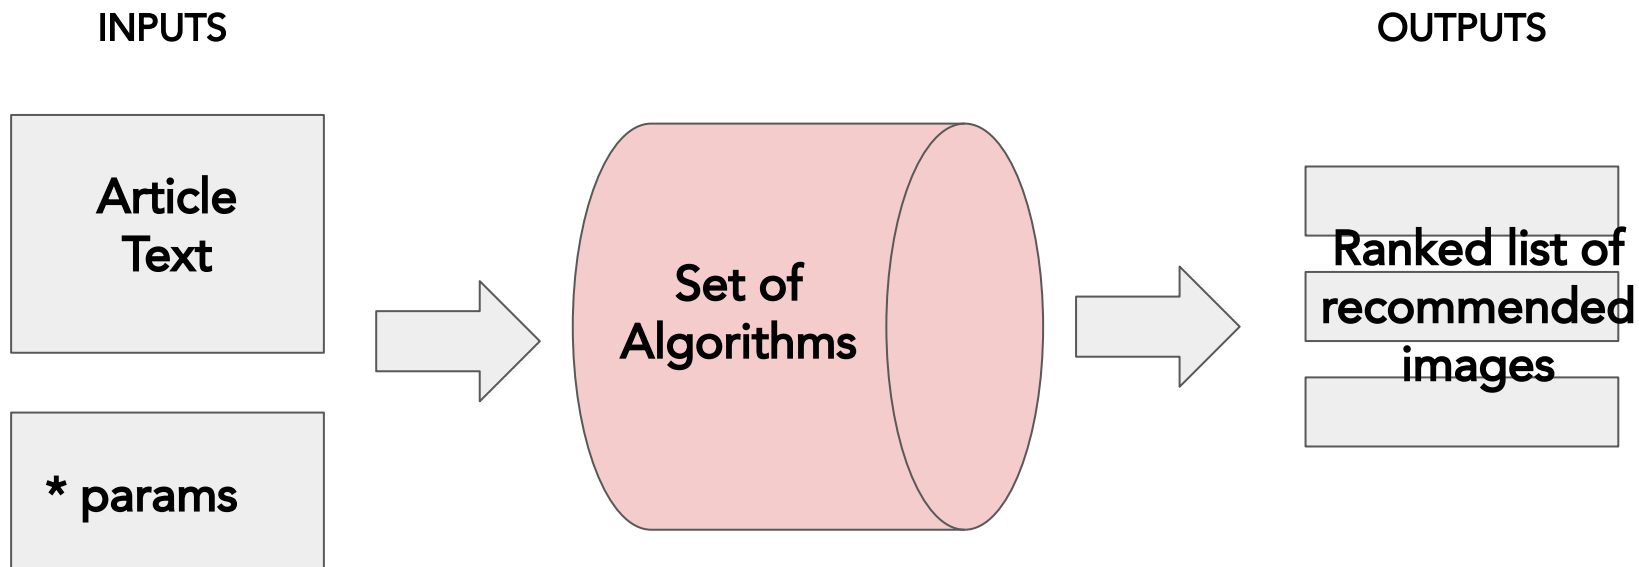 INPUTS
OUTPUTS
Article
Text
* params
Set of
Algorithms
Ranked list of
recommended
images